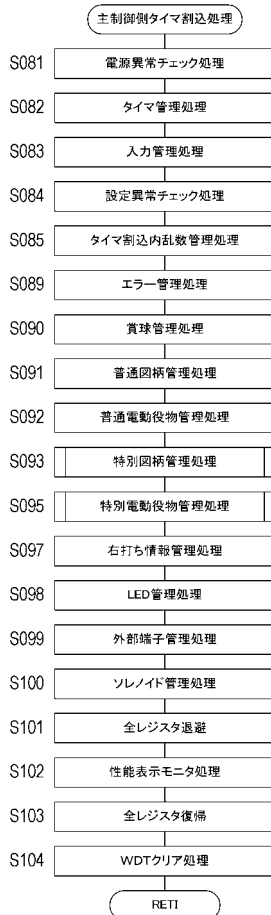 主制御側タイマ割込処理
S081 電源異常チェック処理
S082 タイマ管理処理
S083 入力管理処理
S084 設定異常チェック処理
S085 タイマ割込内乱数管理処理
S089 エラー管理処理
S090 賞球管理処理
S091 普通図柄管理処理
S092 普通電動役物管理処理
S093 特別図柄管理処理
S095 特別電動役物管理処理
S097 右打ち情報管理処理
S098 LED管理処理
S099 外部端子管理処理
S100 ソレノイド管理処理
S101 全レジスタ退避
S102 性能表示モニタ処理
S103 全レジスタ復帰
S104 WDTクリア処理
RETI